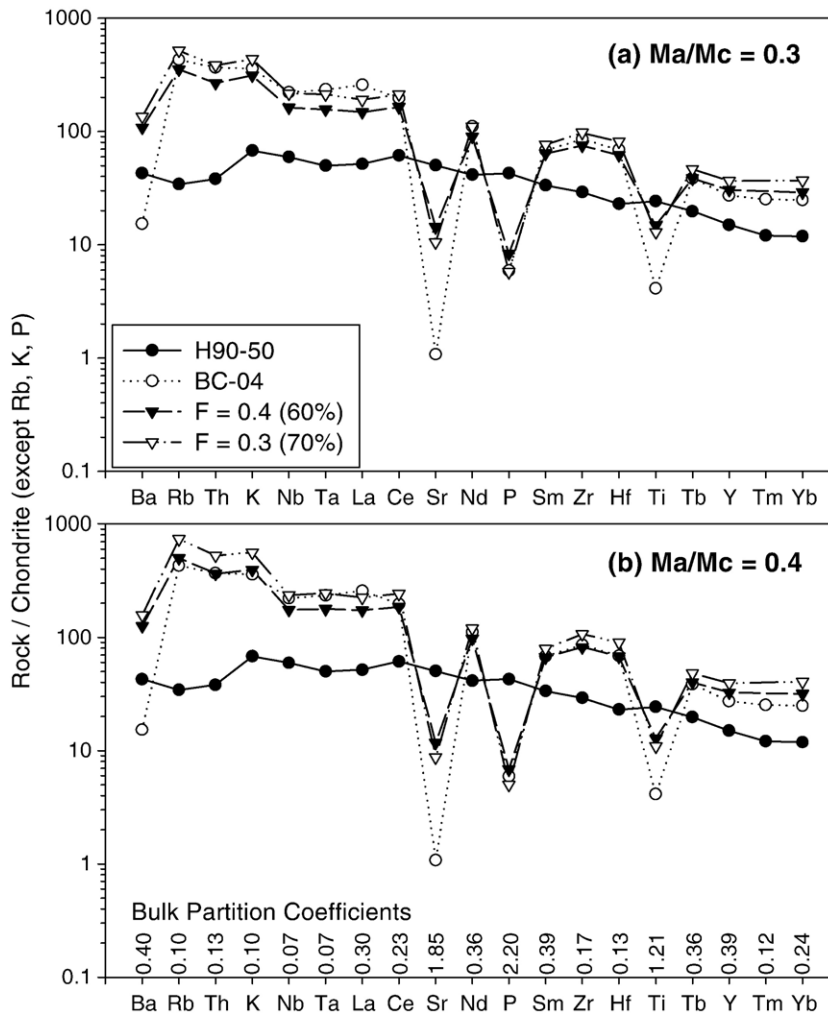 1000
(a) Ma/Mc = 0.3
100
10
1
H90-50
BC-04
F = 0.4 (60%)
F = 0.3 (70%)
0.1
Ba Rb Th K Nb Ta La Ce Sr Nd P Sm Zr Hf Ti Tb Y Tm Yb
Rock / Chondrite (except Rb, K, P)
1000
(b) Ma/Mc = 0.4
100
10
1
Bulk Partition Coefficients
0.40 0.10 0.13 0.10 0.07 0.07 0.30 0.23 1.85 0.36 2.20 0.39 0.17 0.13 1.21 0.36 0.39 0.12 0.24
0.1
Ba Rb Th K Nb Ta La Ce Sr Nd P Sm Zr Hf Ti Tb Y Tm Yb